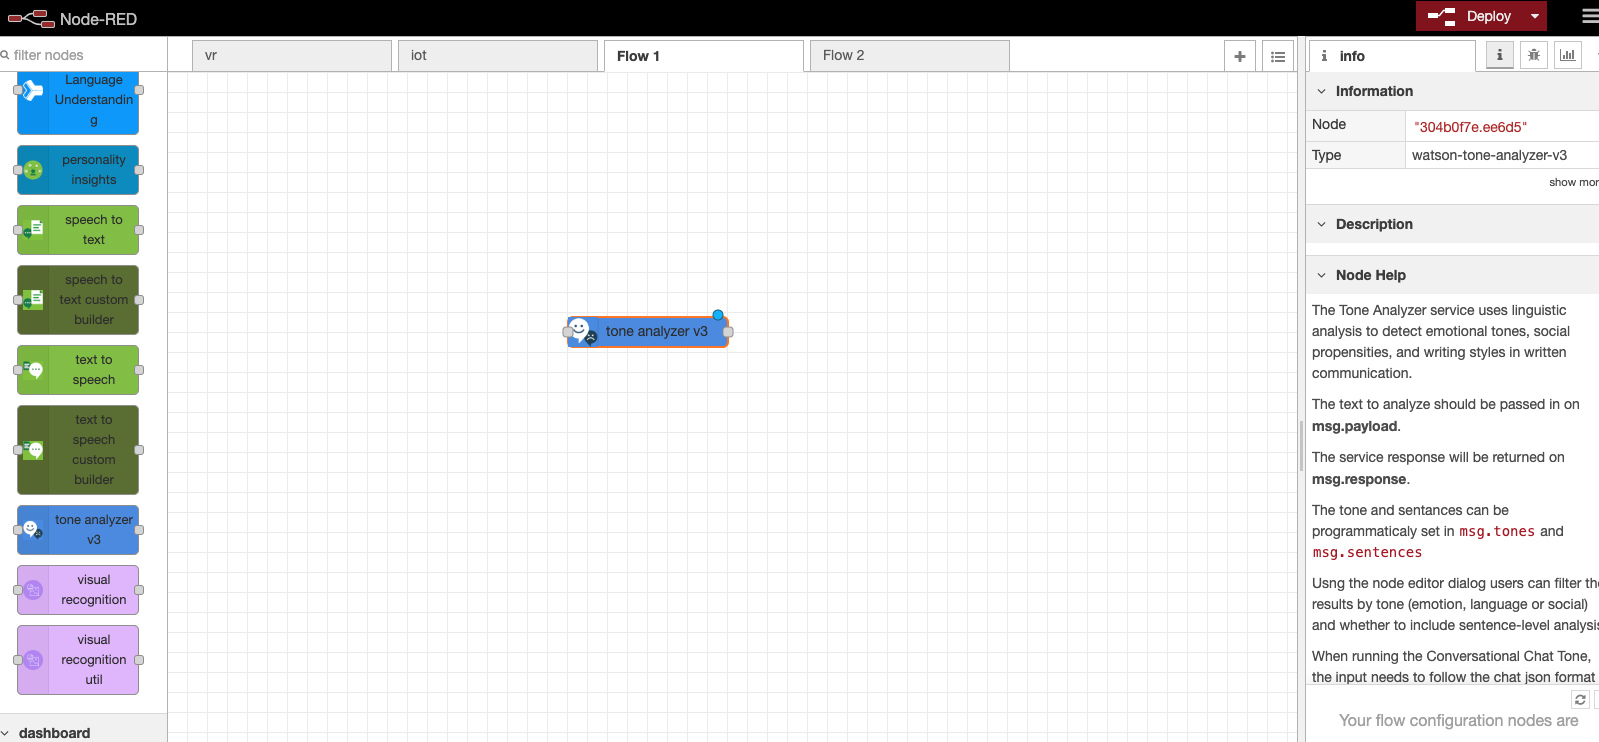 Node-RED
Deploy
filter nodes
vr
iot
Flow 1
Flow 2
info
Language
Understandin
g
personality
insights
speech to
text
speech to
text custom
builder
text to
speech
text to
speech
custom
builder
tone analyzer
v3
visual
recognition
visual
recognition
util
dashboard
tone analyzer v3
Information
Node
"304b0f7e.ee6d5"
Type
watson-tone-analyzer-v3
show mor
Description
Node Help
The Tone Analyzer service uses linguistic
analysis to detect emotional tones, social
propensities, and writing styles in written
communication.
The text to analyze should be passed in on
msg.payload.
The service response will be returned on
msg.response.
The tone and sentances can be
programmaticaly set in msg.tones and
msg.sentences
Usng the node editor dialog users can filter the
results by tone (emotion, language or social)
and whether to include sentence-level analysis
When running the Conversational Chat Tone,
the input needs to follow the chat json format
Your flow configuration nodes are